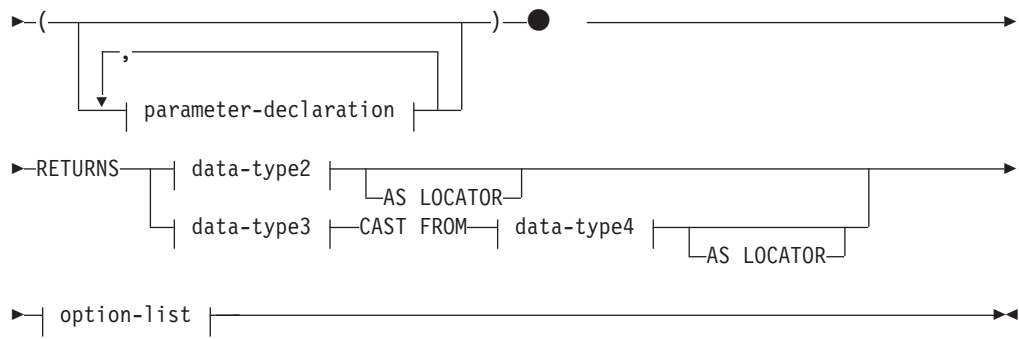 ( )
,
parameter-declaration
RETURNS data-type2
AS LOCATOR
data-type3 CAST FROM data-type4
AS LOCATOR
option-list